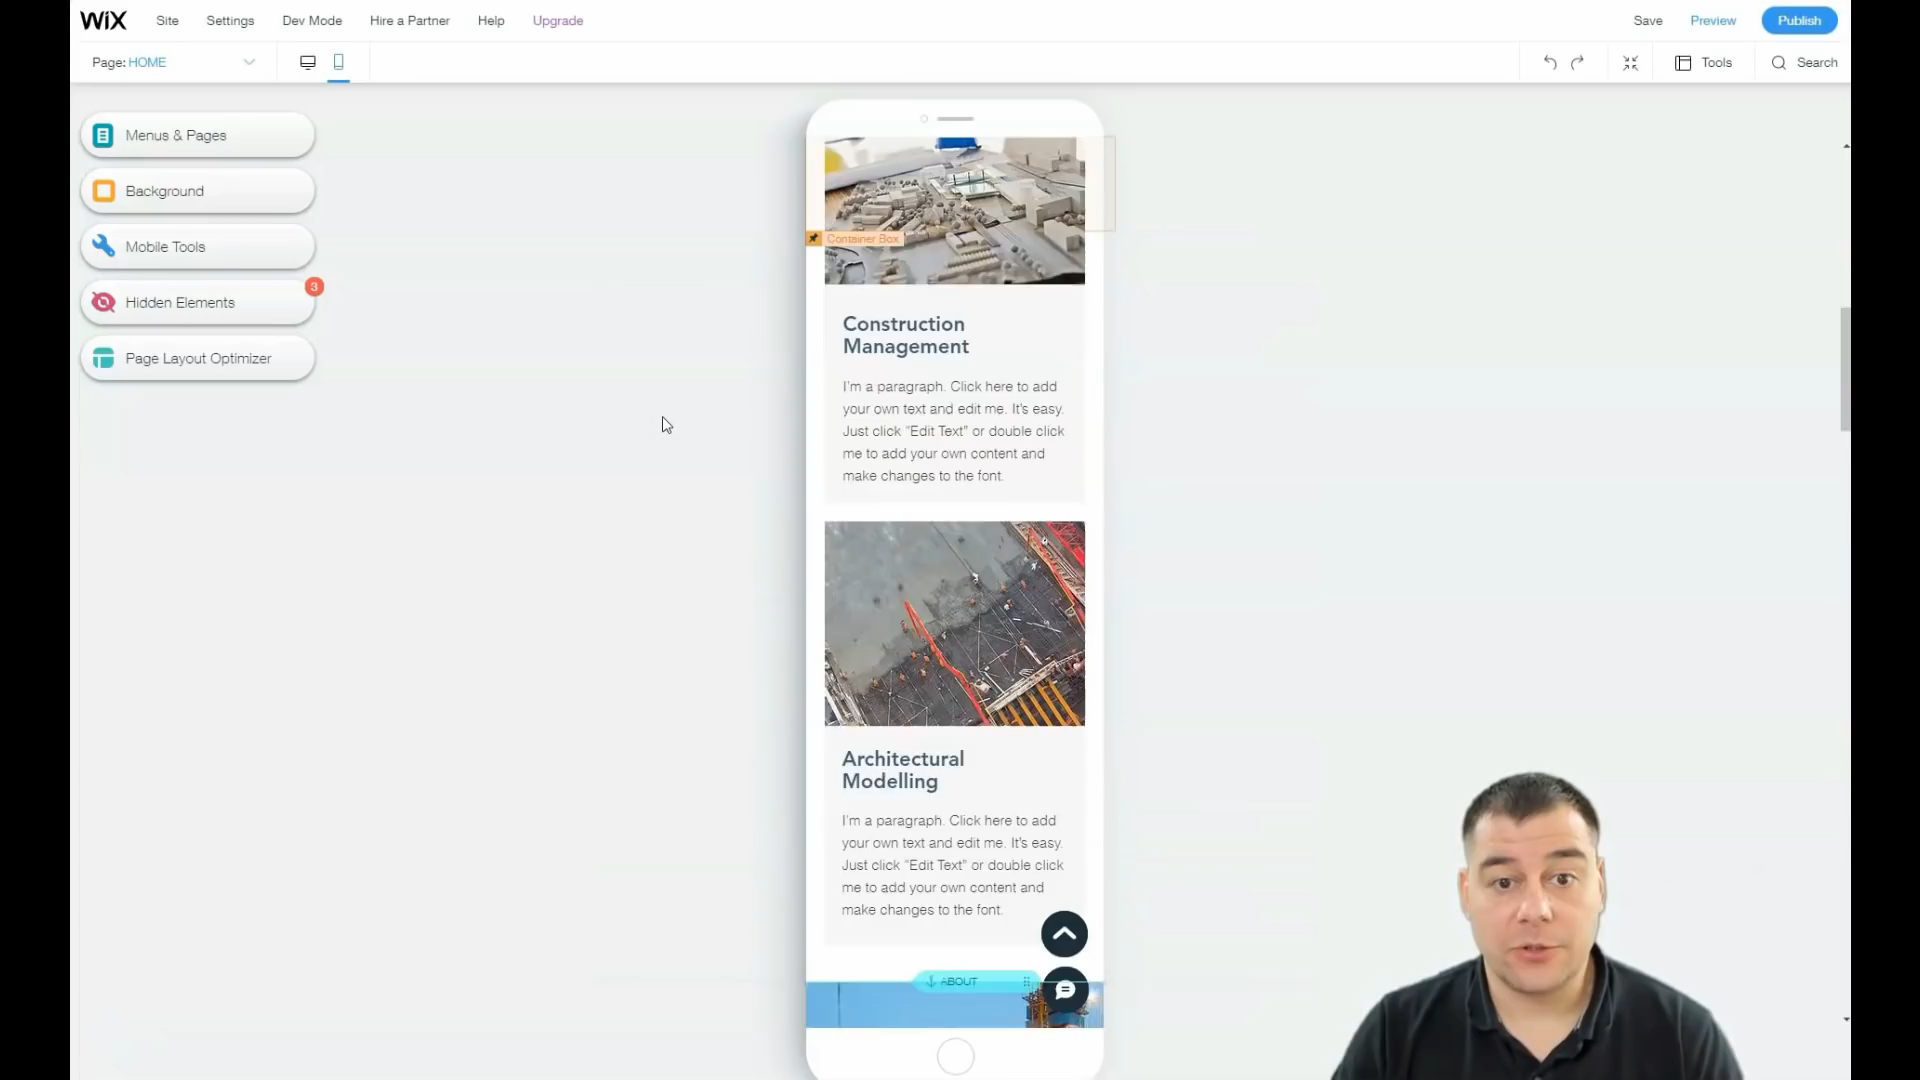 WiX Site Settings Dev Mode Hire a Partner Help Upgrade Save Preview Publish
Page: HOME Tools Search
Menus & Pages
Background
Mobile Tools
3
Hidden Elements
Page Layout Optimizer
Container Box
Construction
Management
I'm a paragraph. Click here to add
your own text and edit me. It's easy.
Just click "Edit Text" or double click
me to add your own content and
make changes to the font.
Architectural
Modelling
I'm a paragraph. Click here to add
your own text and edit me. It's easy.
Just click "Edit Text" or double click
me to add your own content and
make changes to the font.
ABOUT